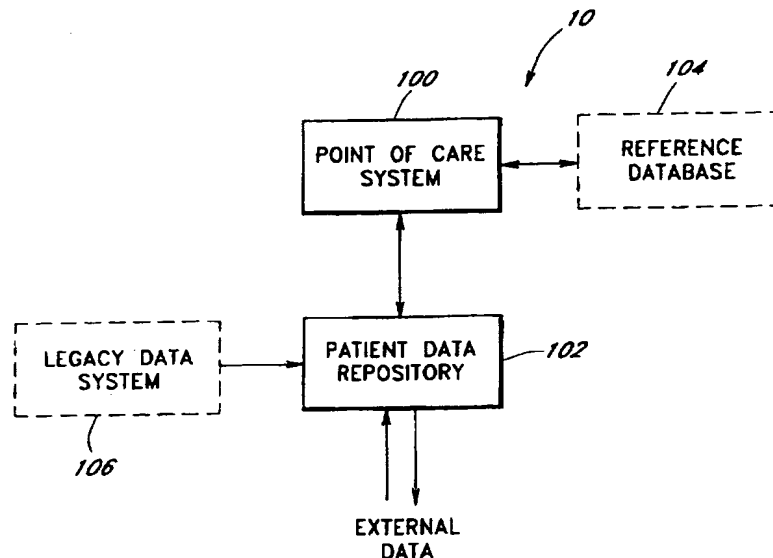 10
100
104
POINT OF CARE
SYSTEM
REFERENCE
DATABASE
LEGACY DATA
SYSTEM
PATIENT DATA
REPOSITORY
102
106
EXTERNAL
DATA